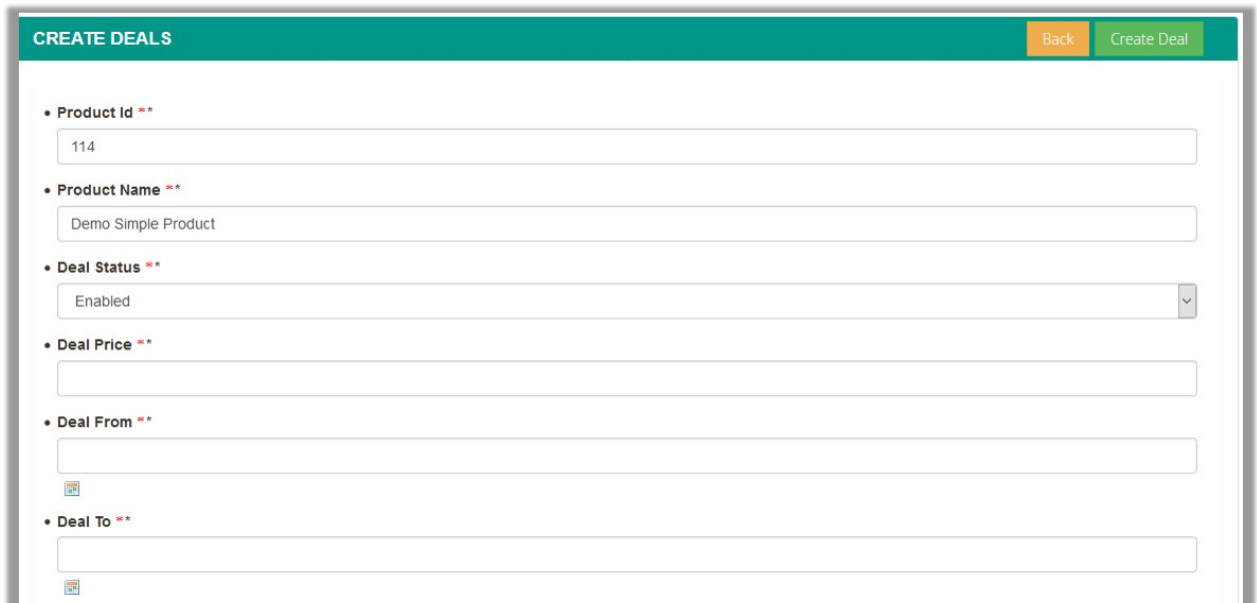 CREATE DEALS Back Create Deal
• Product Id **
114
• Product Name **
Demo Simple Product
• Deal Status **
Enabled
• Deal Price **
• Deal From **
• Deal To **